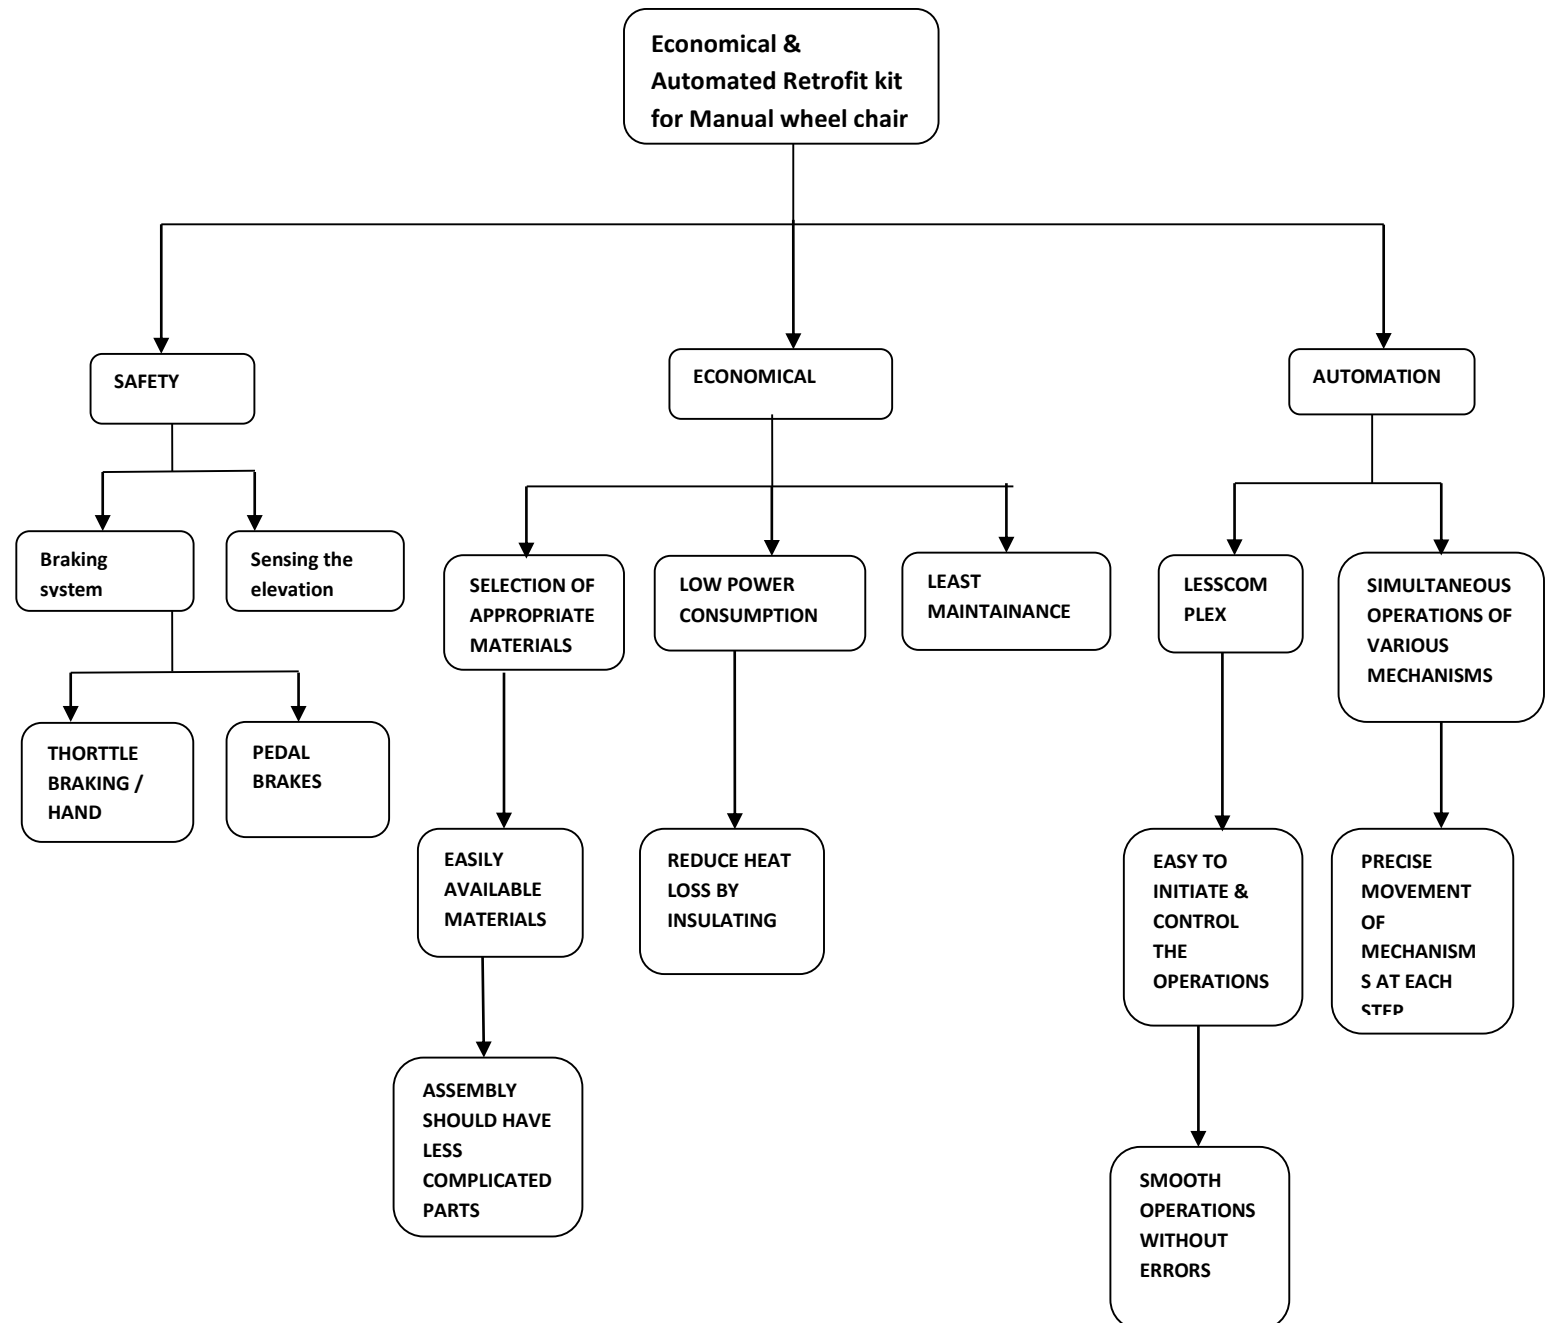 Economical &
Automated Retrofit kit
for Manual wheel chair
SAFETY
ECONOMICAL
AUTOMATION
Braking
system
Sensing the
elevation
SELECTION OF
APPROPRIATE
MATERIALS
LOW POWER
CONSUMPTION
LEAST
MAINTAINANCE
LESSCOM
PLEX
SIMULTANEOUS
OPERATIONS OF
VARIOUS
MECHANISMS
THORTTLE
BRAKING /
HAND
PEDAL
BRAKES
EASILY
AVAILABLE
MATERIALS
REDUCE HEAT
LOSS BY
INSULATING
EASY TO
INITIATE &
CONTROL
THE
OPERATIONS
PRECISE
MOVEMENT
OF
MECHANISM
S AT EACH
STEP
ASSEMBLY
SHOULD HAVE
LESS
COMPLICATED
PARTS
SMOOTH
OPERATIONS
WITHOUT
ERRORS